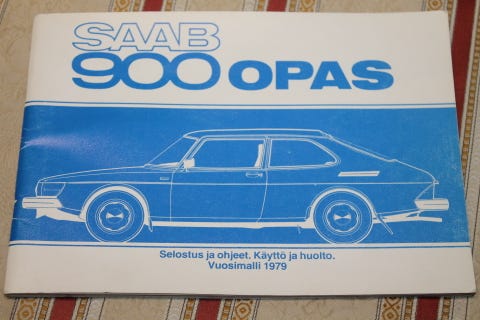 SAAB
900 OPAS
Selostus ja ohjeet. Käyttö ja huolto.
Vuosimalli 1979